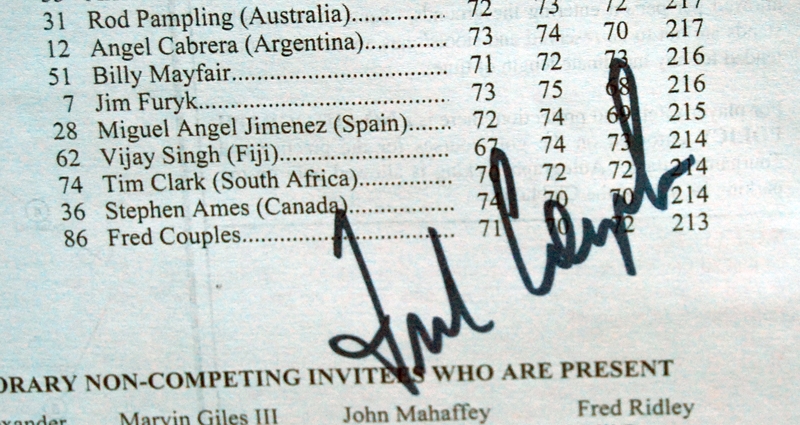 31 Rod Pampling (Australia)........ 72 73 72 217
12 Angel Cabrera (Argentina)....... 73 74 70 217
51 Billy Mayfair........ 71 72 73 216
7 Jim Furyk........ 73 75 68 216
28 Miguel Angel Jimenez (Spain)..... 72 74 69 215
62 Vijay Singh (Fiji)........ 67 74 73 214
74 Tim Clark (South Africa)........ 70 72 72 214
36 Stephen Ames (Canada)........ 74 70 70 214
86 Fred Couples........ 71 70 72 213
Fred Couples
ORARY NON-COMPETING INVITEES WHO ARE PRESENT
Marvin Giles III John Mahaffey Fred Ridley